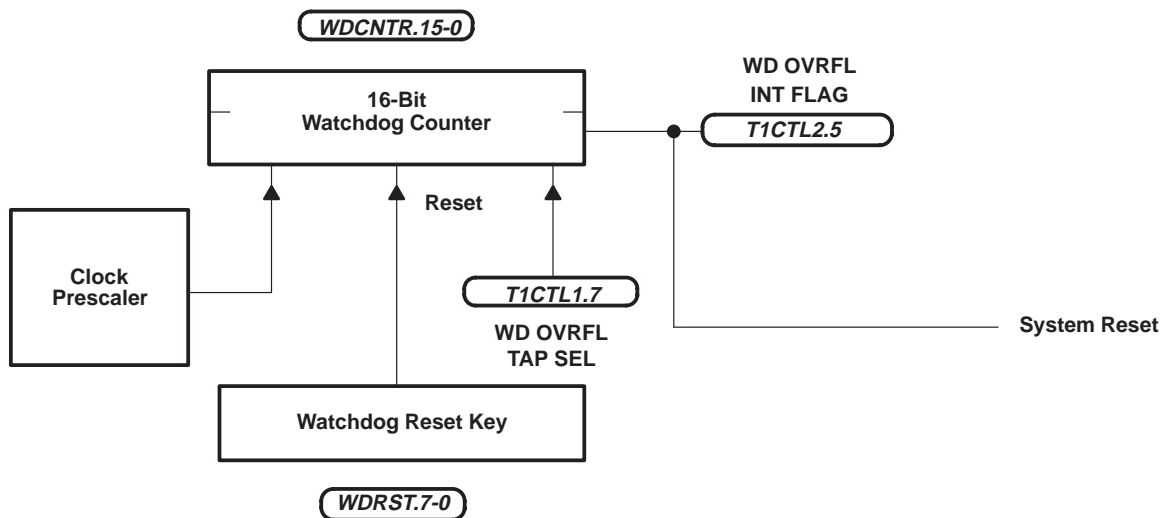 WDCNTR.15-0
16-Bit
Watchdog Counter
WD OVRFL
INT FLAG
T1CTL2.5
Reset
Clock
Prescaler
T1CTL1.7
WD OVRFL
TAP SEL
System Reset
Watchdog Reset Key
WDRST.7-0